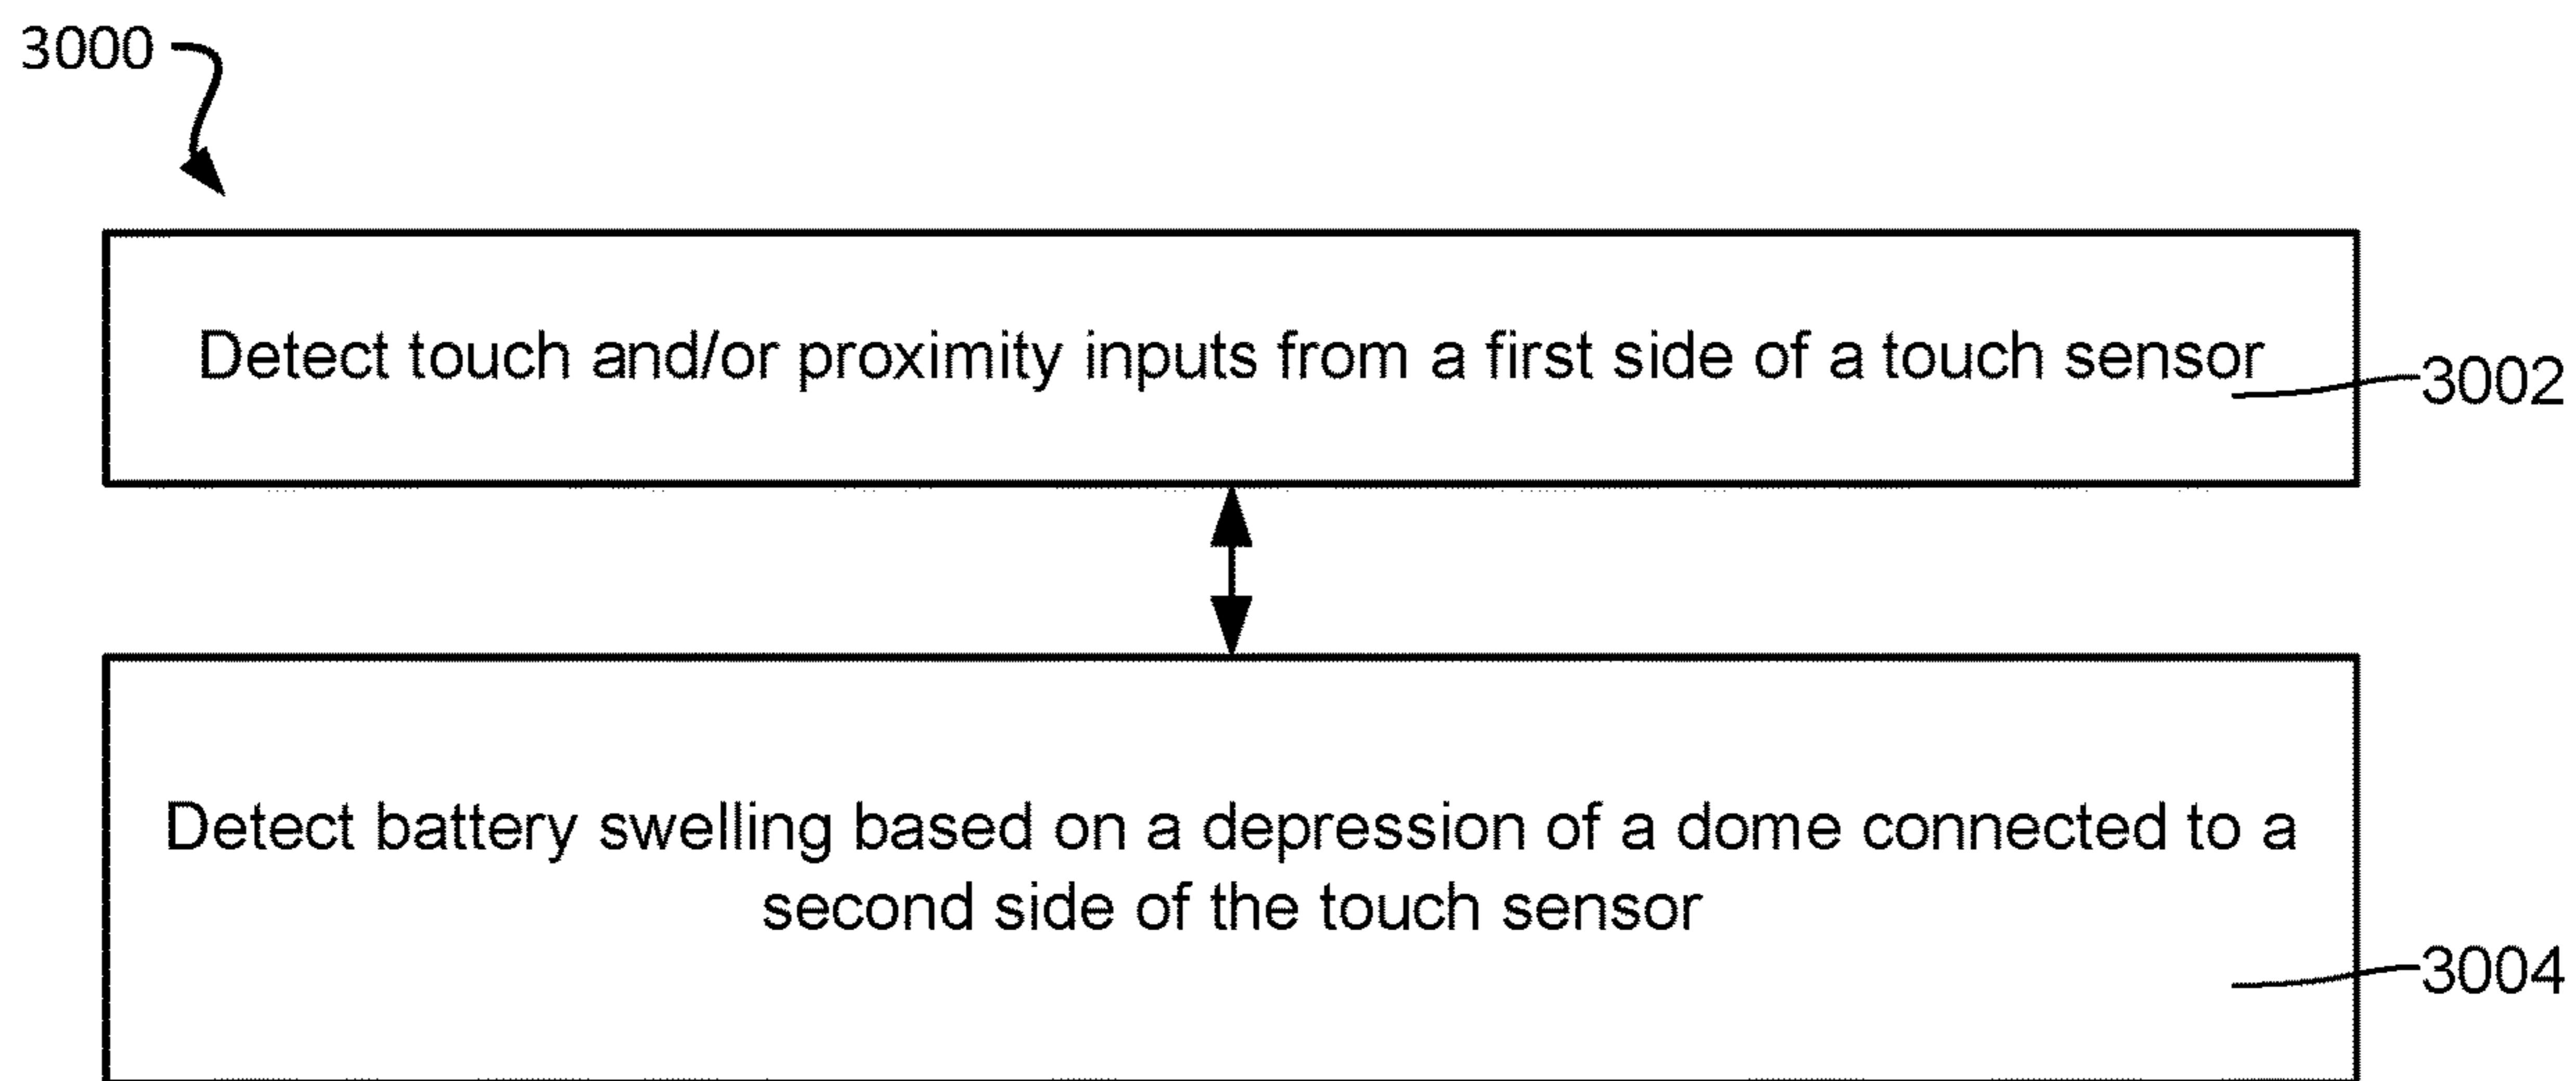 3000
Detect touch and/or proximity inputs from a first side of a touch sensor
3002
Detect battery swelling based on a depression of a dome connected to a
second side of the touch sensor
3004